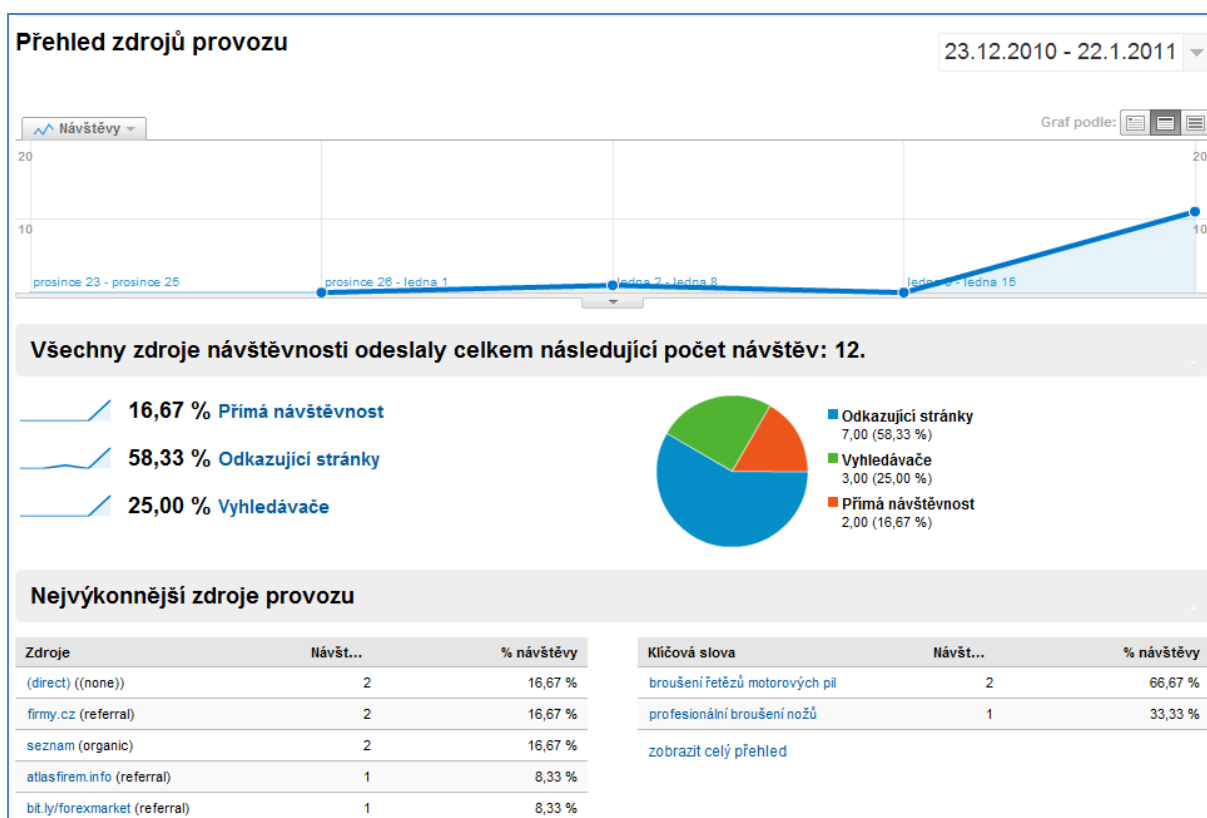 Přehled zdrojů provozu
23.12.2010 - 22.1.2011
Návštěvy
Graf podle:
20 20
10 10
prosince 23 - prosince 25 prosince 26 - ledna 1 ledna 2 - ledna 8 ledna 15
Všechny zdroje návštěvnosti odeslaly celkem následující počet návštěv: 12.
16,67 % Přímá návštěvnost
58,33 % Odkazující stránky
25,00 % Vyhledávače
Odkazující stránky
7,00 (58,33 %)
Vyhledávače
3,00 (25,00 %)
Přímá návštěvnost
2,00 (16,67 %)
Nejvýkonnější zdroje provozu
Zdroje Návšt... % návštěvy
(direct) ((none)) 2 16,67 %
firmy.cz (referral) 2 16,67 %
seznam (organic) 2 16,67 %
atlasfirem.info (referral) 1 8,33 %
bit.ly/forexmarket (referral) 1 8,33 %
Klíčová slova Návšt... % návštěvy
broušení řetězů motorových pil 2 66,67 %
profesionální broušení nožů 1 33,33 %
zobrazit celý přehled